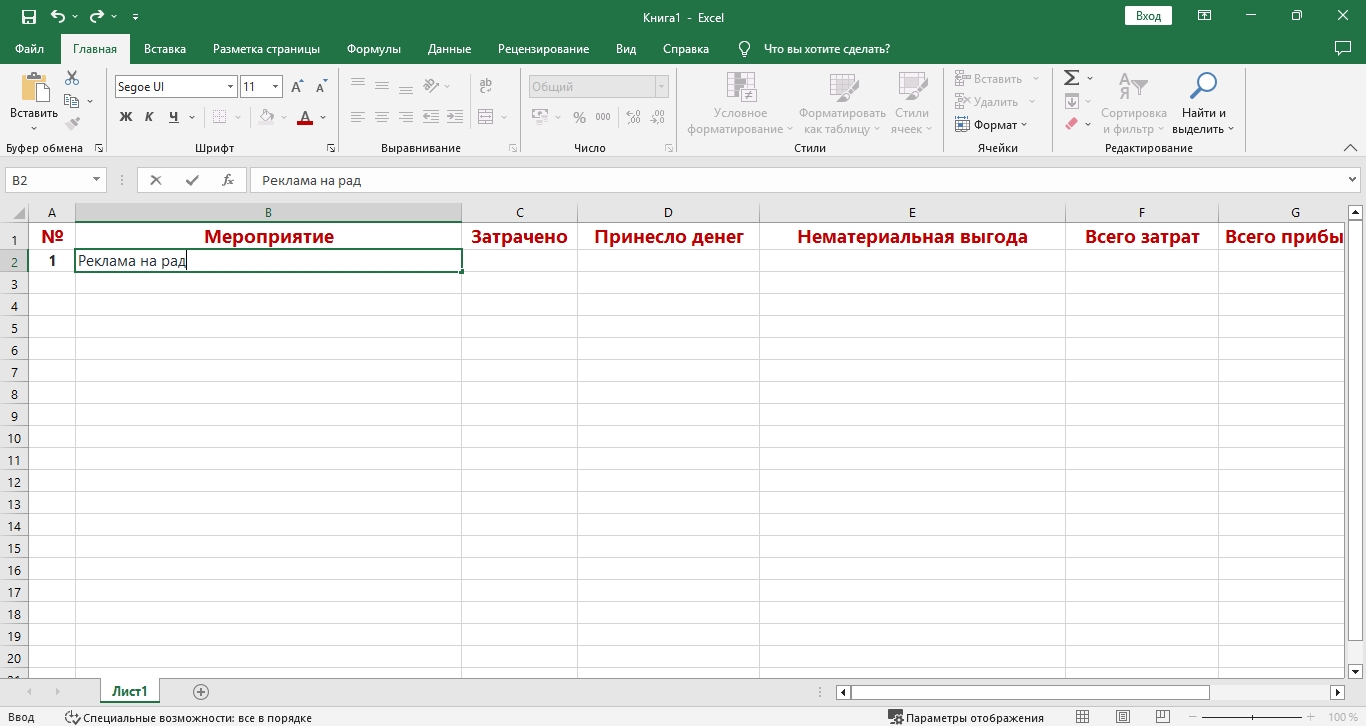 Книга1 - Excel
Вход
Файл Главная Вставка Разметка страницы Формулы Данные Рецензирование Вид Справка Что вы хотите сделать?
Вставить
Буфер обмена
Segoe UI 11
Ж К Ч А
Шрифт
ab
Выравнивание
Общий
% 000
Число
Условное форматирование
Форматировать как таблицу
Стили ячеек
Стили
Вставить
Удалить
Формат
Ячейки
Сортировка и фильтр
Найти и выделить
Редактирование
B2 fx Реклама на рад
A B C D E F G
1 № Мероприятие Затрачено Принесло денег Нематериальная выгода Всего затрат Всего прибы
2 1 Реклама на рад
3
4
5
6
7
8
9
10
11
12
13
14
15
16
17
18
19
20
Лист1
Ввод Специальные возможности: все в порядке Параметры отображения 100 %